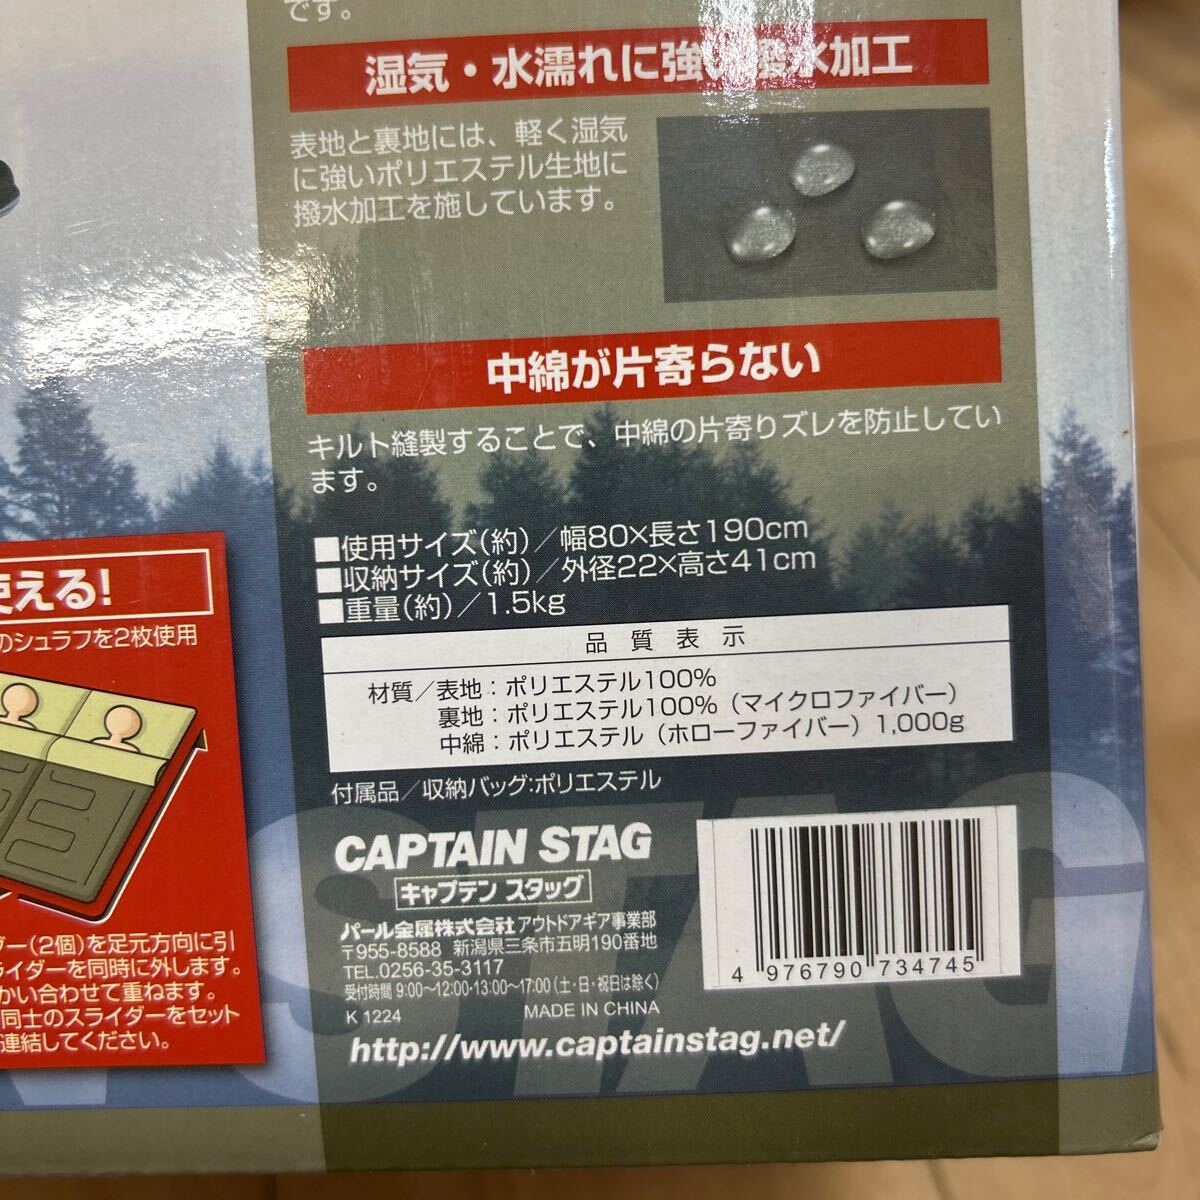 です。
湿気・水濡れに強い撥水加工
表地と裏地には、軽く湿気
に強いポリエステル生地に
撥水加工を施しています。
中綿が片寄らない
キルト縫製することで、中綿の片寄りズレを防止してい
ます。
■使用サイズ(約)／幅80×長さ190cm
■収納サイズ(約)／外径22×高さ41cm
■重量(約)／1.5kg
品質表示
材質／表地：ポリエステル100%
裏地：ポリエステル100%（マイクロファイバー）
中綿：ポリエステル（ホローファイバー）1,000g
付属品／収納バッグ:ポリエステル
CAPTAIN STAG
キャプテン スタッグ
パール金属株式会社 アウトドアギア事業部
〒955-8588 新潟県三条市五明190番地
TEL.0256-35-3117
受付時間 9:00〜12:00・13:00〜17:00(土・日・祝日は除く)
K 1224 MADE IN CHINA
http://www.captainstag.net/
4 976790 734745
使える!
のシュラフを2枚使用
ダー(2個)を足元方向に引
ライダーを同時に外します。
かい合わせて重ねます。
同士のスライダーをセット
連結してください。
STAG